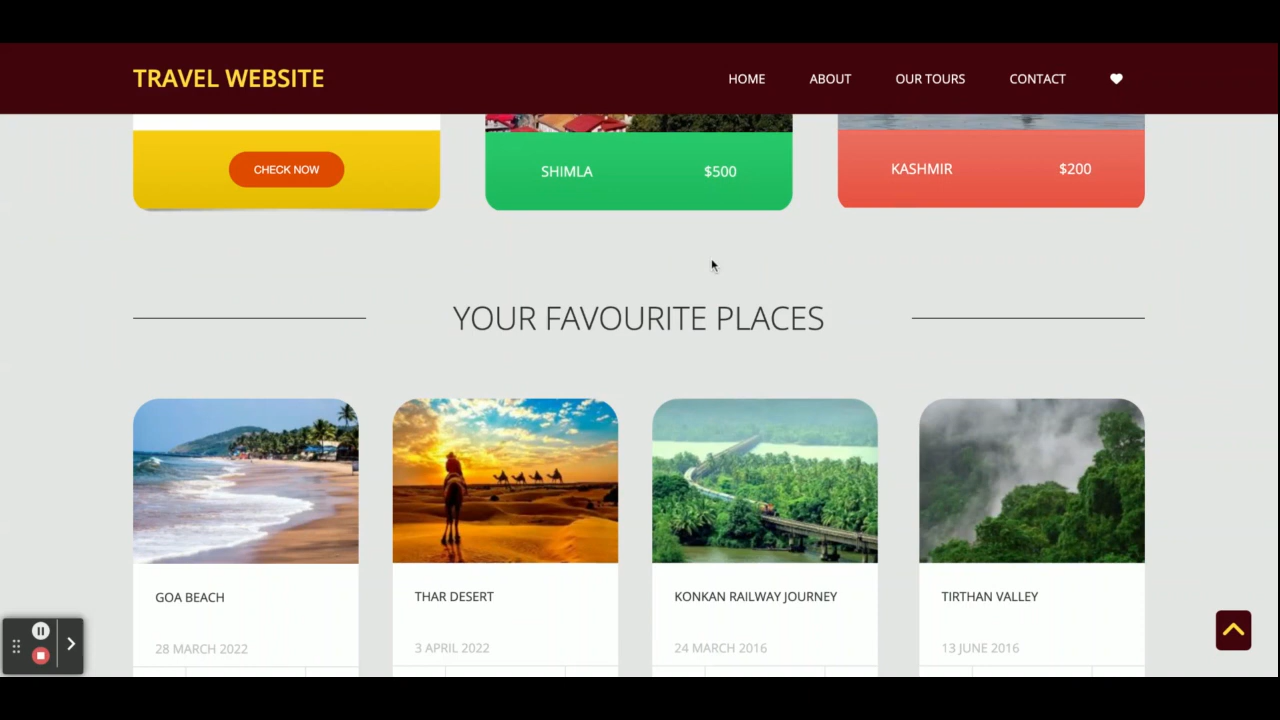 TRAVEL WEBSITE
HOME ABOUT OUR TOURS CONTACT
CHECK NOW
SHIMLA $500
KASHMIR $200
YOUR FAVOURITE PLACES
GOA BEACH
28 MARCH 2022
THAR DESERT
3 APRIL 2022
KONKAN RAILWAY JOURNEY
24 MARCH 2016
TIRTHAN VALLEY
13 JUNE 2016